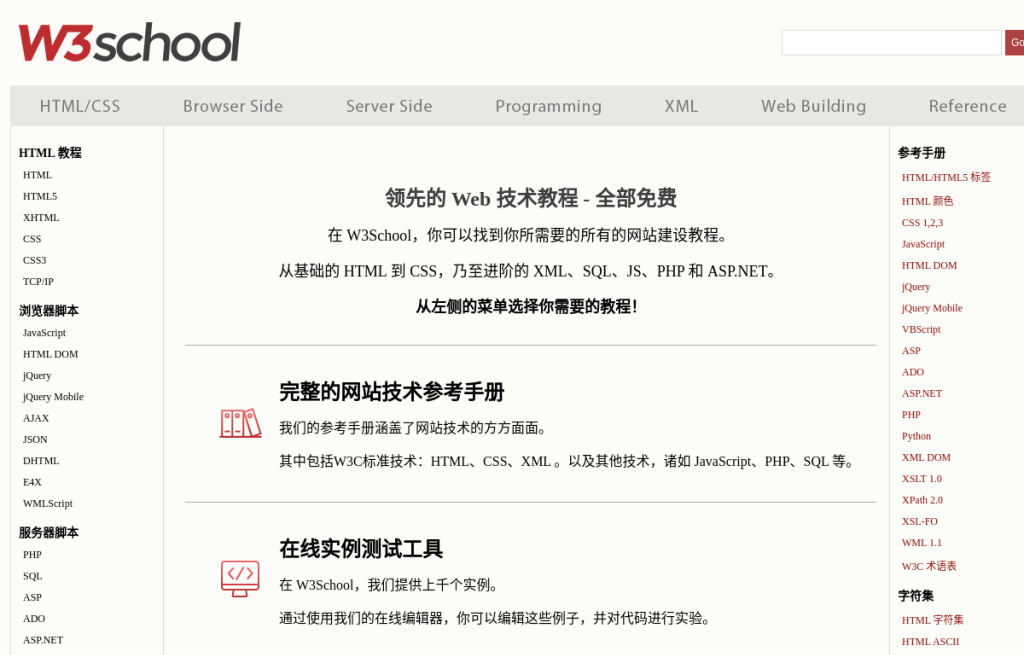 W3school
Go
HTML/CSS
Browser Side
Server Side
Programming
XML
Web Building
Reference
HTML 教程
HTML
HTML5
XHTML
CSS
CSS3
TCP/IP
浏览器脚本
JavaScript
HTML DOM
jQuery
jQuery Mobile
AJAX
JSON
DHTML
E4X
WMLScript
服务器脚本
PHP
SQL
ASP
ADO
ASP.NET
领先的 Web 技术教程 - 全部免费
在 W3School，你可以找到你所需要的所有的网站建设教程。
从基础的 HTML 到 CSS，乃至进阶的 XML、SQL、JS、PHP 和 ASP.NET。
从左侧的菜单选择你需要的教程！
完整的网站技术参考手册
我们的参考手册涵盖了网站技术的方方面面。
其中包括W3C标准技术：HTML、CSS、XML 。以及其他技术，诸如 JavaScript、PHP、SQL 等。
在线实例测试工具
在 W3School，我们提供上千个实例。
通过使用我们的在线编辑器，你可以编辑这些例子，并对代码进行实验。
参考手册
HTML/HTML5 标签
HTML 颜色
CSS 1,2,3
JavaScript
HTML DOM
jQuery
jQuery Mobile
VBScript
ASP
ADO
ASP.NET
PHP
Python
XML DOM
XSLT 1.0
XPath 2.0
XSL-FO
WML 1.1
W3C 术语表
字符集
HTML 字符集
HTML ASCII